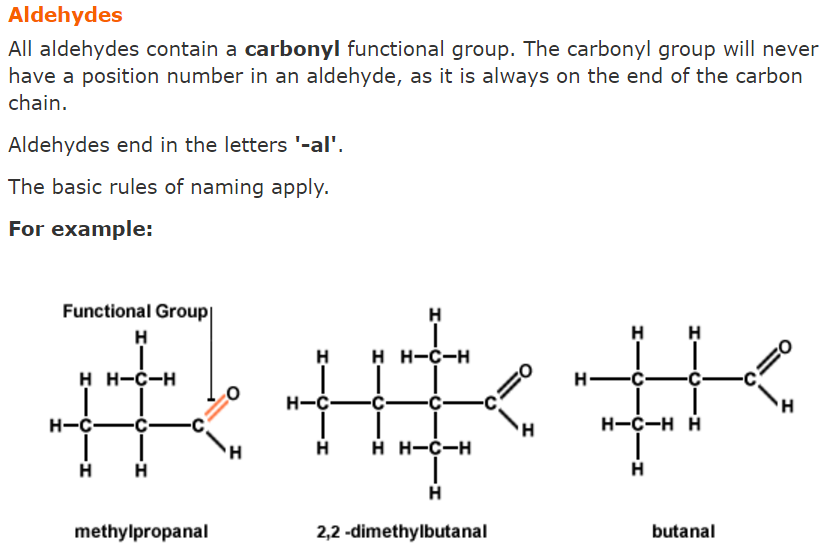 Aldehydes
All aldehydes contain a carbonyl functional group. The carbonyl group will never
have a position number in an aldehyde, as it is always on the end of the carbon
chain.
Aldehydes end in the letters '-al'.
The basic rules of naming apply.
For example:
Functional Group
H
H H-C-H
O
H-C-C-C
H
H H
H
H H H-C-H
O
H-C-C-C-C
H
H H H-C-H
H
H H
O
H-C-C-C
H
H-C-H H
H
methylpropanal 2,2 -dimethylbutanal butanal